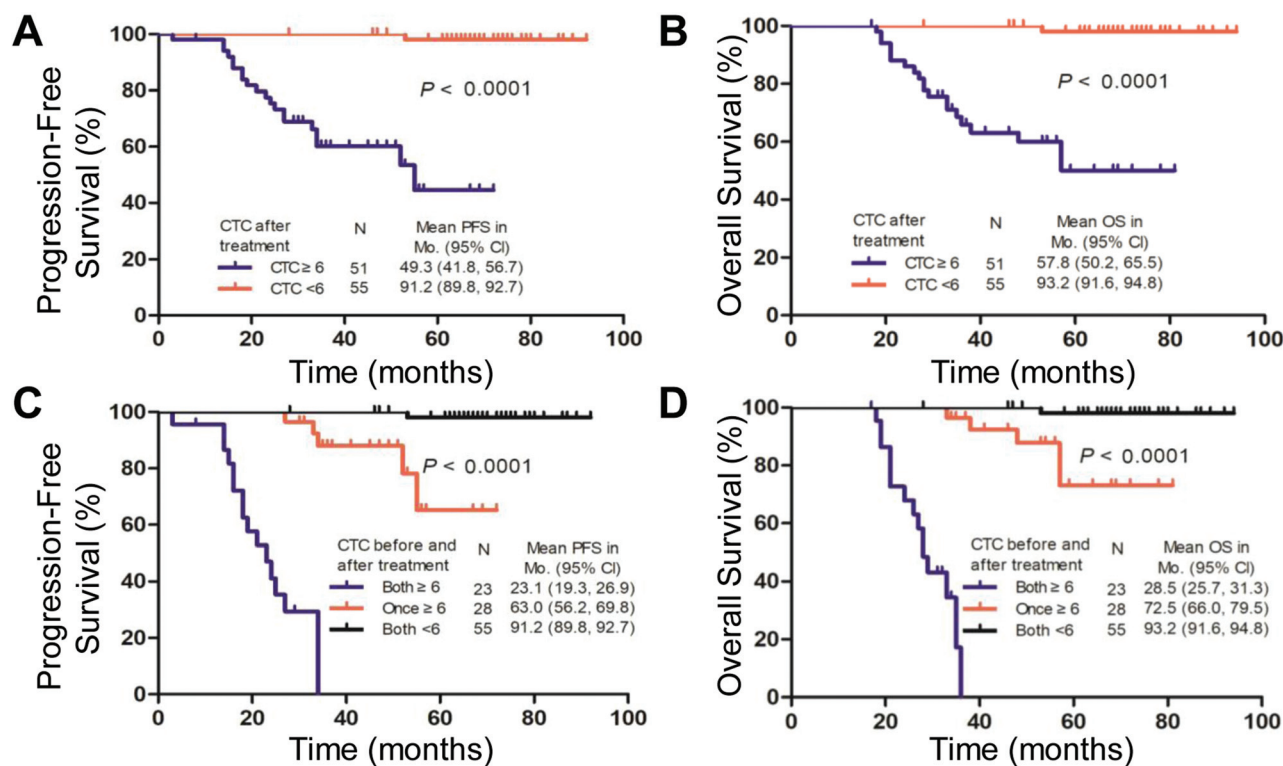 A
Progression-Free
Survival (%)
100
80
60
40
20
0
P < 0.0001
CTC after
treatment
N
Mean PFS in
Mo. (95% CI)
CTC ≥ 6 51 49.3 (41.8, 56.7)
CTC <6 55 91.2 (89.8, 92.7)
0 20 40 60 80 100
Time (months)
B
Overall Survival (%)
100
80
60
40
20
0
P < 0.0001
CTC after
treatment
N
Mean OS in
Mo. (95% CI)
CTC ≥ 6 51 57.8 (50.2, 65.5)
CTC <6 55 93.2 (91.6, 94.8)
0 20 40 60 80 100
Time (months)
C
Progression-Free
Survival (%)
100
80
60
40
20
0
P < 0.0001
CTC before and
after treatment
N
Mean PFS in
Mo. (95% CI)
Both ≥ 6 23 23.1 (19.3, 26.9)
Once ≥ 6 28 63.0 (56.2, 69.8)
Both <6 55 91.2 (89.8, 92.7)
0 20 40 60 80 100
Time (months)
D
Overall Survival (%)
100
80
60
40
20
0
P < 0.0001
CTC before and
after treatment
N
Mean OS in
Mo. (95% CI)
Both ≥ 6 23 28.5 (25.7, 31.3)
Once ≥ 6 28 72.5 (66.0, 79.5)
Both <6 55 93.2 (91.6, 94.8)
0 20 40 60 80 100
Time (months)